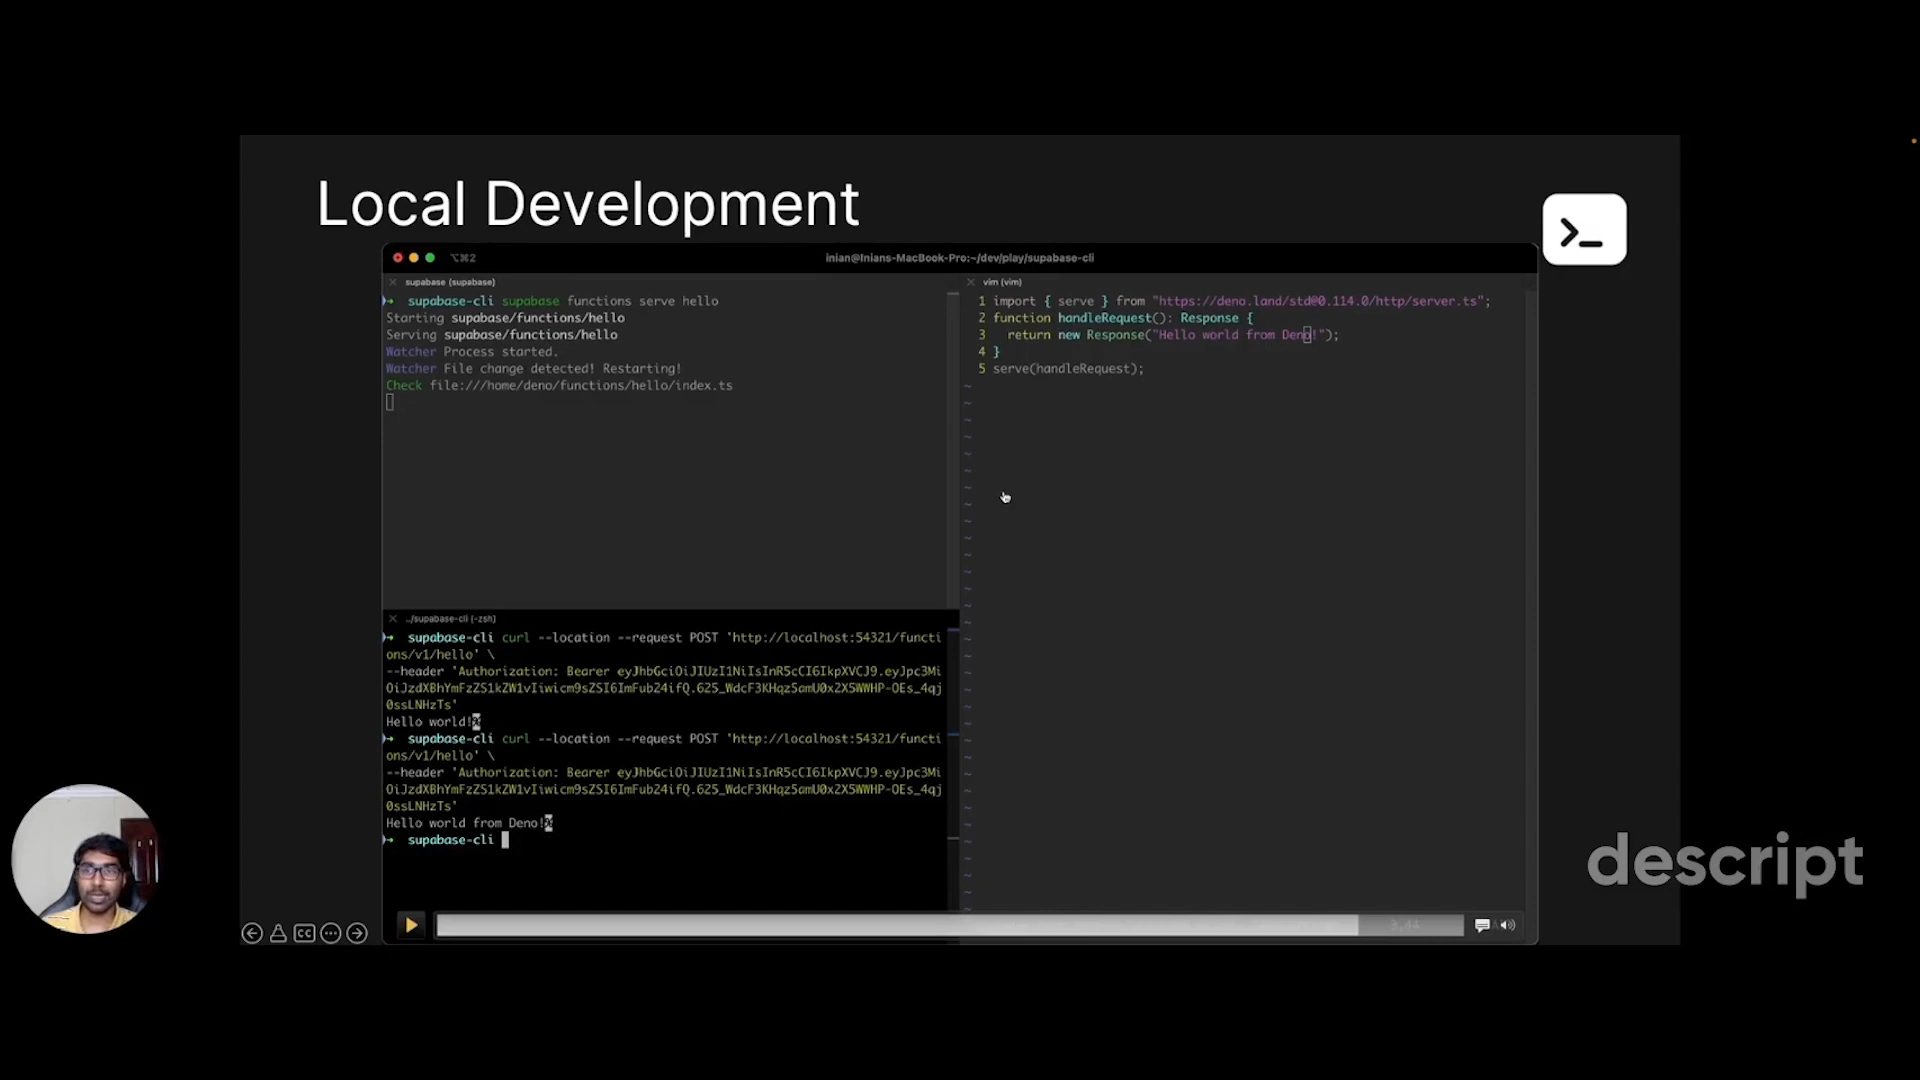 Local Development
⌥⌘2
inian@Inians-MacBook-Pro:~/dev/play/supabase-cli
supabase (supabase)
supabase-cli supabase functions serve hello
Starting supabase/functions/hello
Serving supabase/functions/hello
Watcher Process started.
Watcher File change detected! Restarting!
Check file:///home/deno/functions/hello/index.ts
vim (vim)
1 import { serve } from "https://deno.land/std@0.114.0/http/server.ts";
2 function handleRequest(): Response {
3 return new Response("Hello world from Deno!");
4 }
5 serve(handleRequest);
../supabase-cli (-zsh)
supabase-cli curl --location --request POST 'http://localhost:54321/functi
ons/v1/hello' \
--header 'Authorization: Bearer eyJhbGciOiJIUzI1NiIsInR5cCI6IkpXVCJ9.eyJpc3Mi
OiJzdXBhYmFzZS1kZW1vIiwicm9sZSI6ImFub24ifQ.625_WdcF3KHqz5amU0x2X5WWHP-OEs_4qj
0ssLNHzTs'
Hello world!%
supabase-cli curl --location --request POST 'http://localhost:54321/functi
ons/v1/hello' \
--header 'Authorization: Bearer eyJhbGciOiJIUzI1NiIsInR5cCI6IkpXVCJ9.eyJpc3Mi
OiJzdXBhYmFzZS1kZW1vIiwicm9sZSI6ImFub24ifQ.625_WdcF3KHqz5amU0x2X5WWHP-OEs_4qj
0ssLNHzTs'
Hello world from Deno!%
supabase-cli
descript
CC